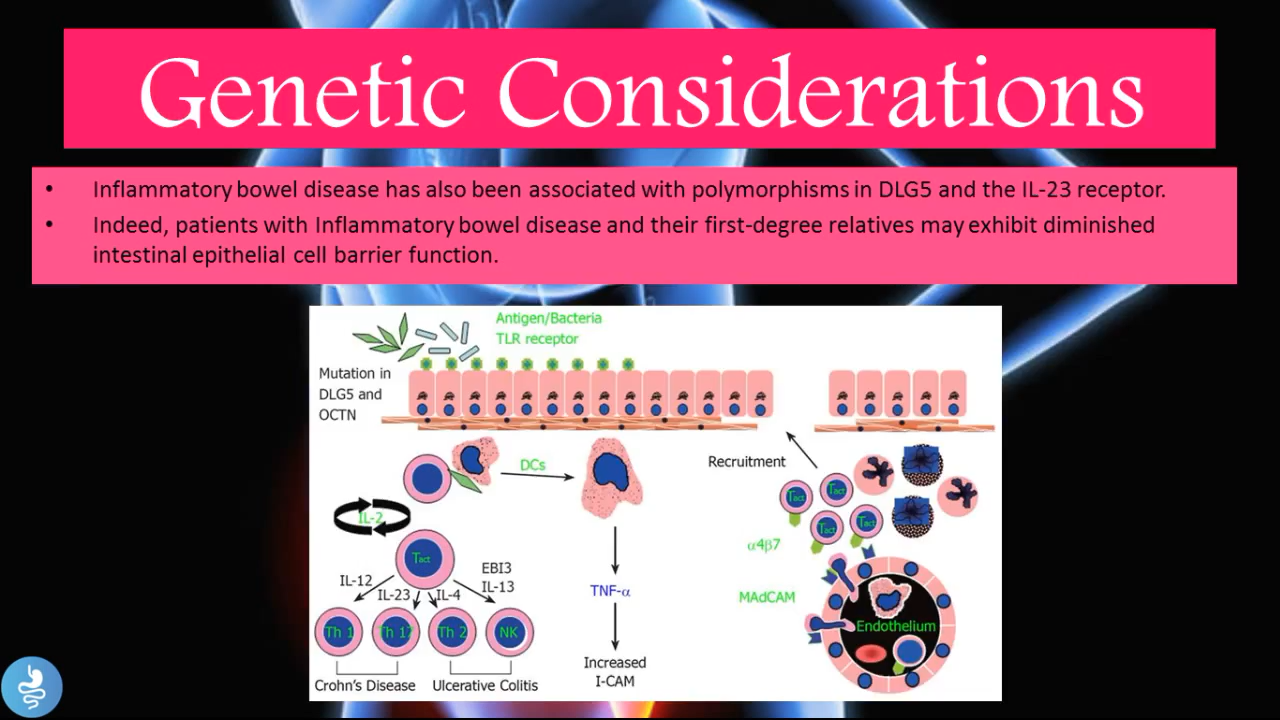 Genetic Considerations
• Inflammatory bowel disease has also been associated with polymorphisms in DLG5 and the IL-23 receptor.
• Indeed, patients with Inflammatory bowel disease and their first-degree relatives may exhibit diminished
intestinal epithelial cell barrier function.
Antigen/Bacteria
TLR receptor
Mutation in
DLG5 and
OCTN
DCs
Recruitment
IL-2
Tact
Tact
Tact
Tact
Tact
α4β7
IL-12
IL-23
IL-4
EBI3
IL-13
TNF-α
MAdCAM
Endothelium
Th 1
Th 17
Th 2
NK
Increased
I-CAM
Crohn's Disease
Ulcerative Colitis